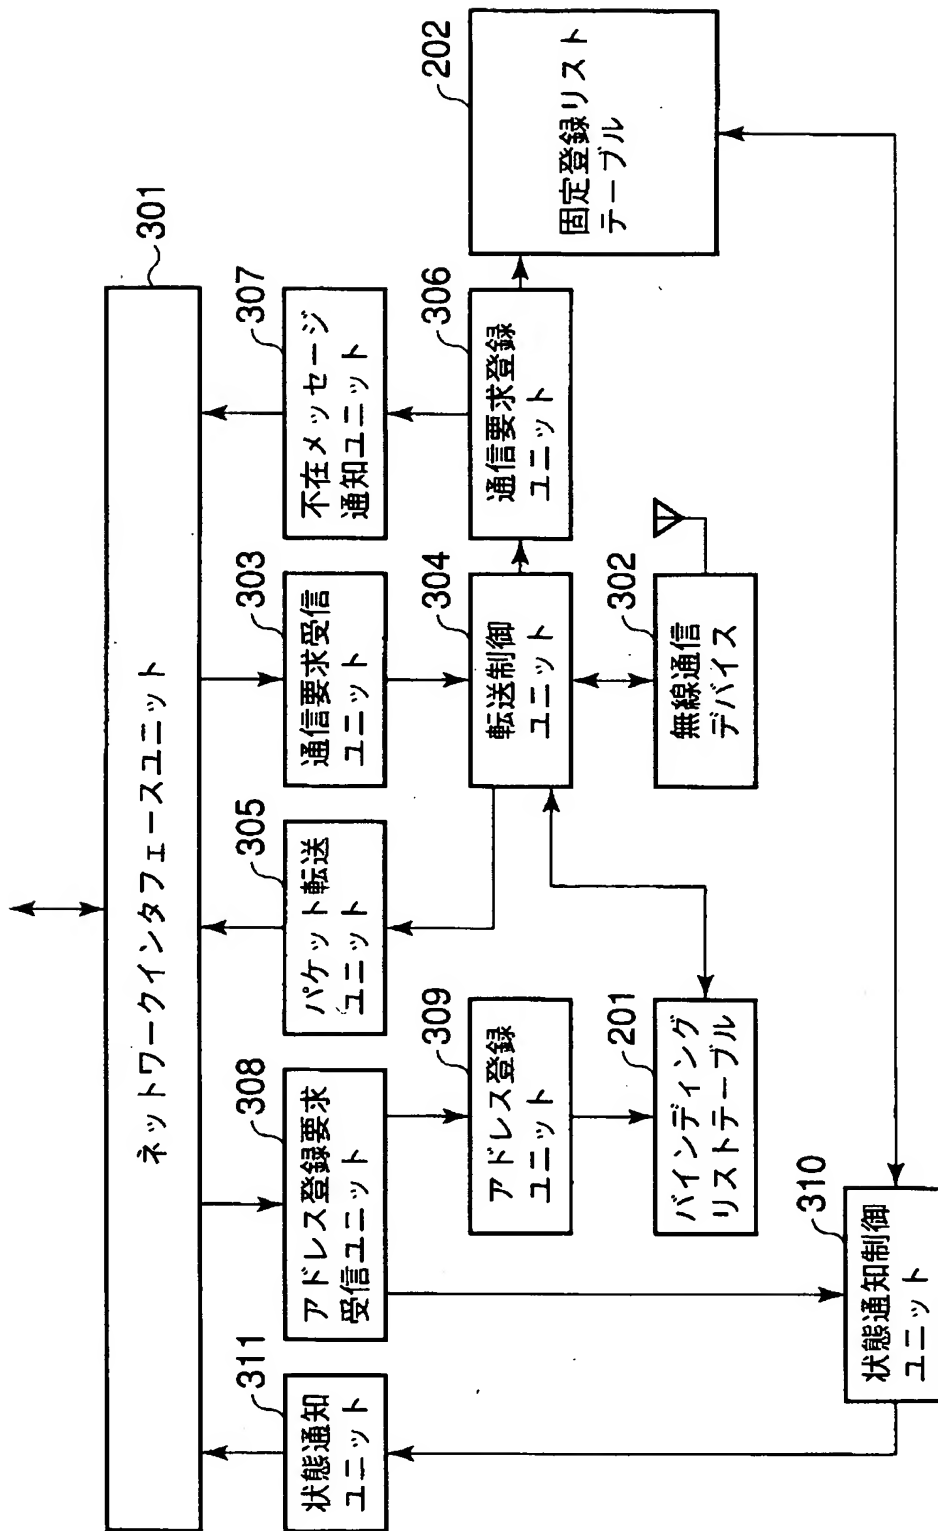 301
ネットワークインタフェースユニット
311
状態通知
ユニット
308
アドレス登録要求
受信ユニット
305
パケット転送
ユニット
303
通信要求受信
ユニット
307
不在メッセージ
通知ユニット
309
アドレス登録
ユニット
304
転送制御
ユニット
306
通信要求登録
ユニット
202
固定登録リスト
テーブル
201
バインディング
リストテーブル
302
無線通信
デバイス
310
状態通知制御
ユニット